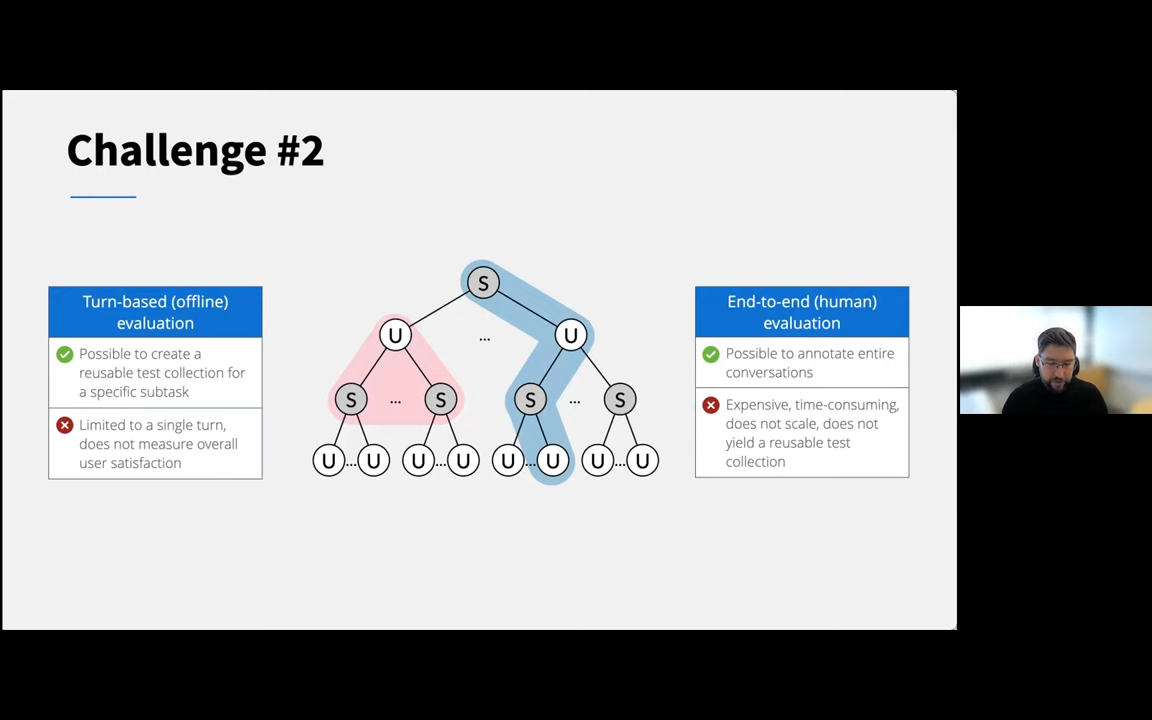 Challenge #2
Turn-based (offline)
evaluation
Possible to create a
reusable test collection for
a specific subtask
Limited to a single turn,
does not measure overall
user satisfaction
S
U ... U
S ... S S ... S
U ... U U ... U U ... U U ... U
End-to-end (human)
evaluation
Possible to annotate entire
conversations
Expensive, time-consuming,
does not scale, does not
yield a reusable test
collection